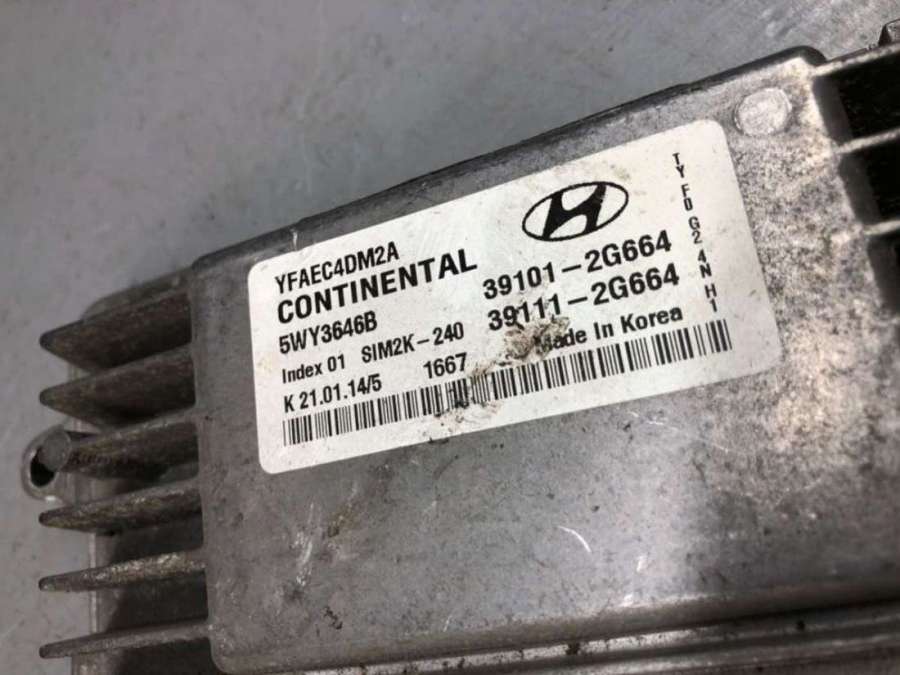 YFAEC4DM2A
CONTINENTAL
5WY3646B
Index 01 SIM2K-240
K 21.01.14/5 1667
39101-2G664
39111-2G664
Made In Korea
TY FD G2 4N H1